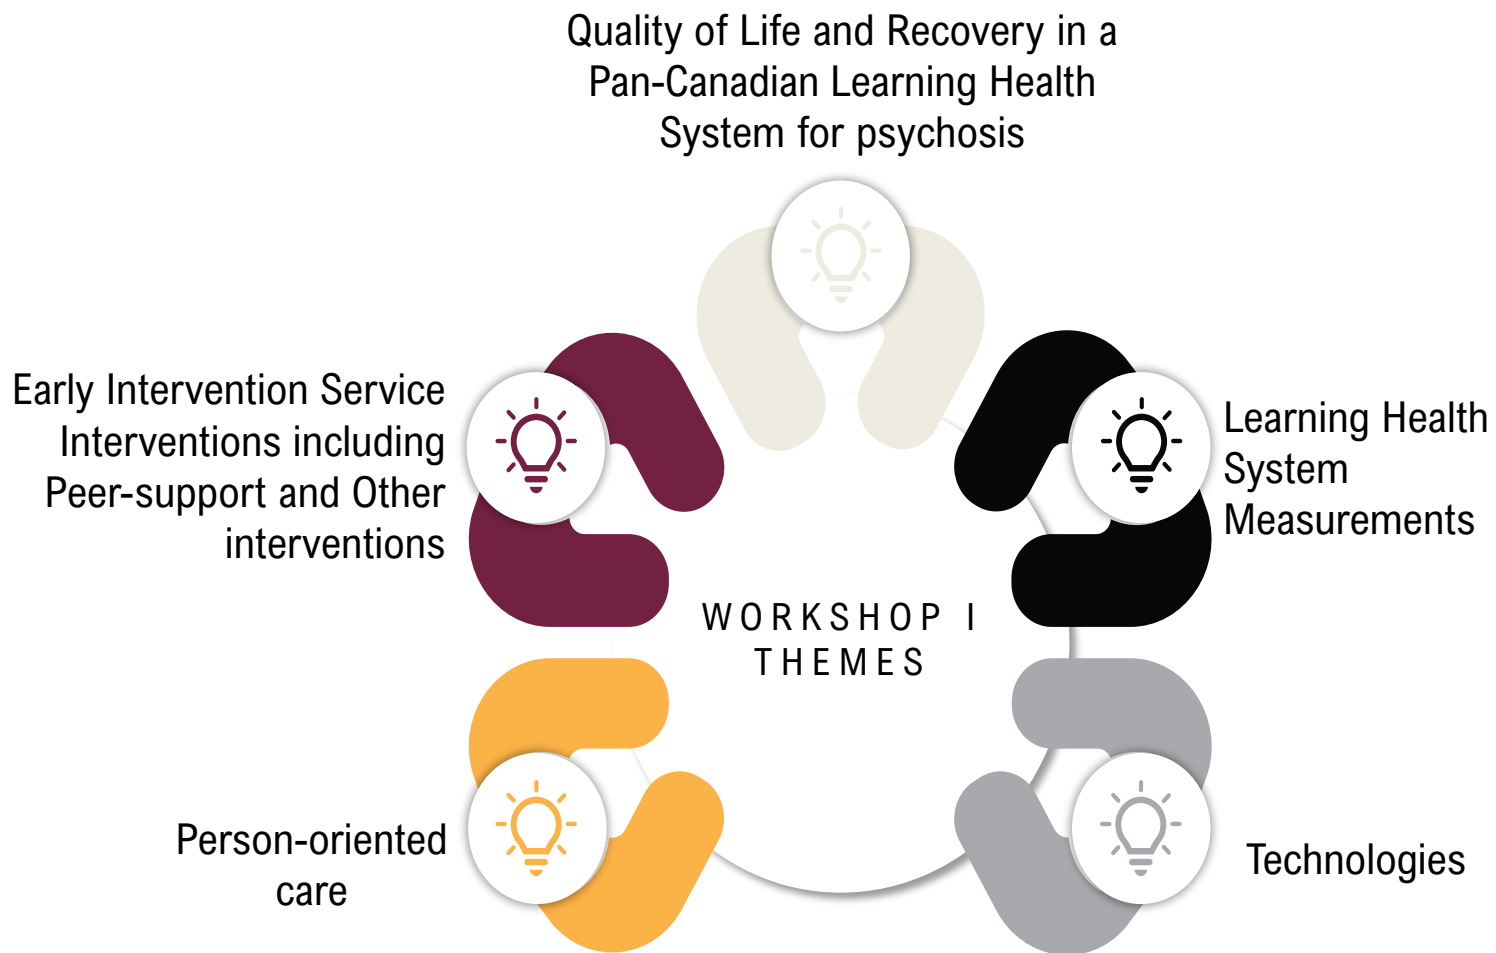 Quality of Life and Recovery in a
Pan-Canadian Learning Health
System for psychosis
Early Intervention Service
Interventions including
Peer-support and Other
interventions
Learning Health
System
Measurements
WORKSHOP I
THEMES
Person-oriented
care
Technologies